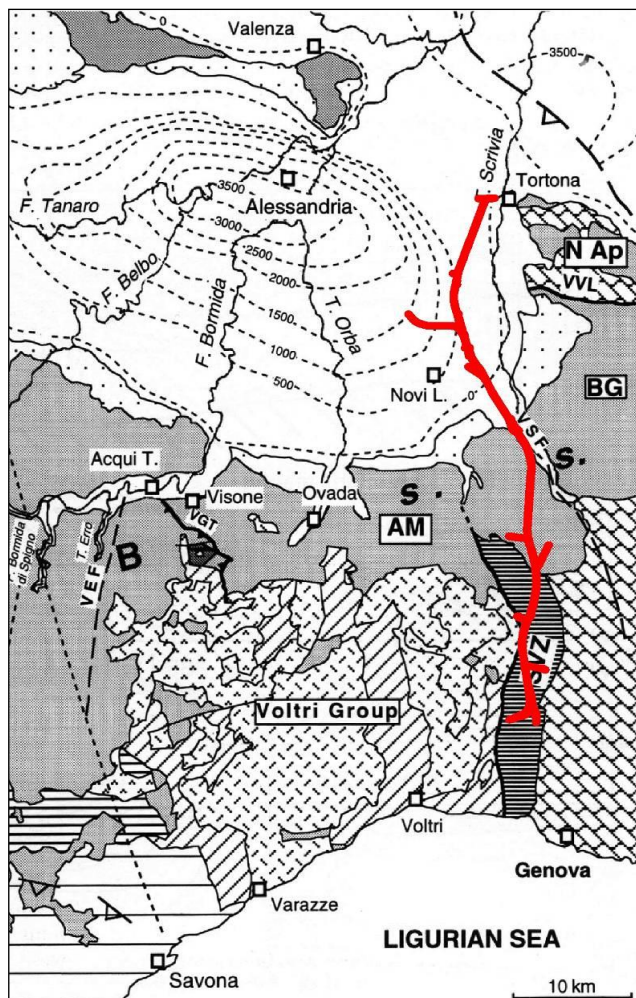 0
Valenza
3500
Scrivia
Tortona
F. Tanaro
3500
3000
Alessandria
2500
N Ap
VVL
F. Belbo
2000
F. Bormida
T. Orba
1500
1000
500
Novi L.
0
BG
VSF
S.
Acqui T.
Visone
Ovada
S.
AM
VGT
F. Bormida
di Spigno
T. Erro
VEF
B
SVZ
Voltri Group
Voltri
Genova
Varazze
LIGURIAN SEA
Savona
10 km